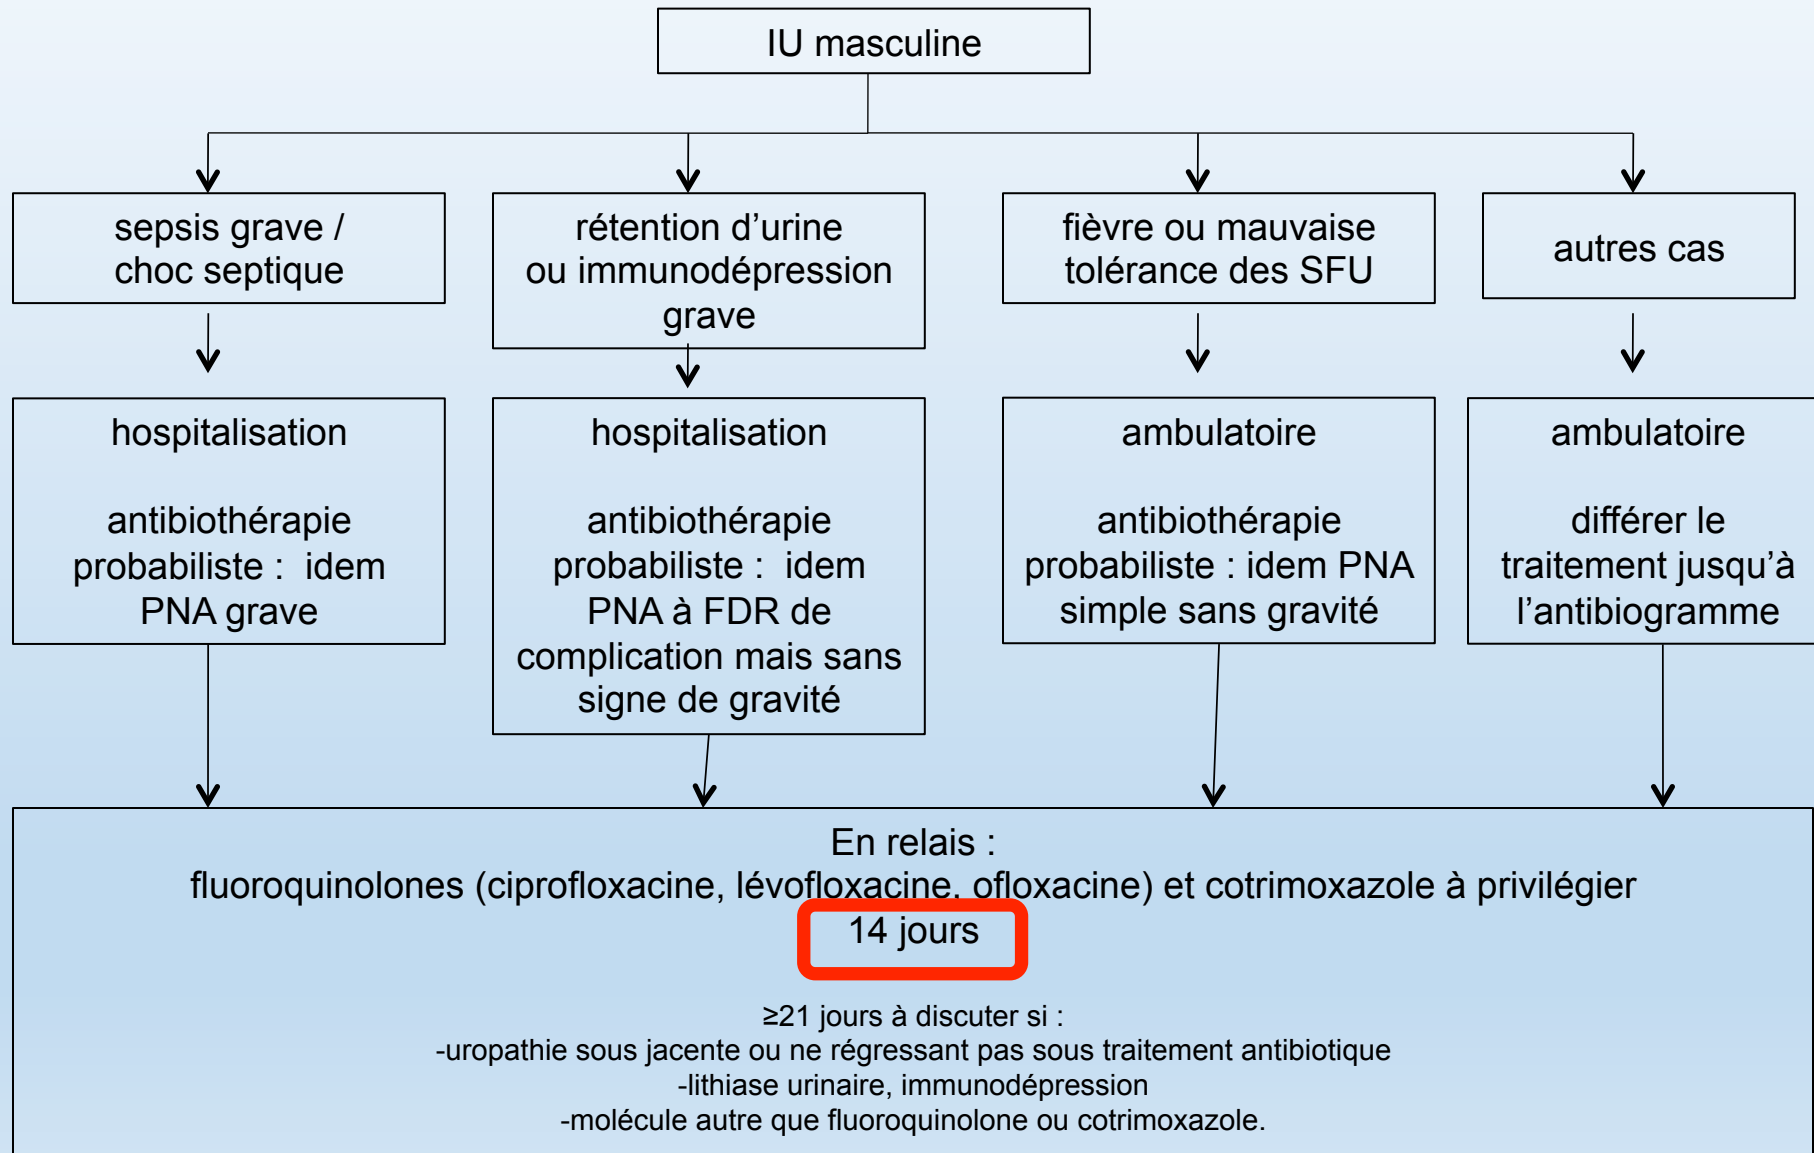 IU masculine
sepsis grave /
choc septique
rétention d’urine
ou immunodépression
grave
fièvre ou mauvaise
tolérance des SFU
autres cas
hospitalisation
antibiothérapie
probabiliste : idem
PNA grave
hospitalisation
antibiothérapie
probabiliste : idem
PNA à FDR de
complication mais sans
signe de gravité
ambulatoire
antibiothérapie
probabiliste : idem PNA
simple sans gravité
ambulatoire
différer le
traitement jusqu’à
l’antibiogramme
En relais :
fluoroquinolones (ciprofloxacine, lévofloxacine, ofloxacine) et cotrimoxazole à privilégier
14 jours
≥21 jours à discuter si :
-uropathie sous jacente ou ne régressant pas sous traitement antibiotique
-lithiase urinaire, immunodépression
-molécule autre que fluoroquinolone ou cotrimoxazole.